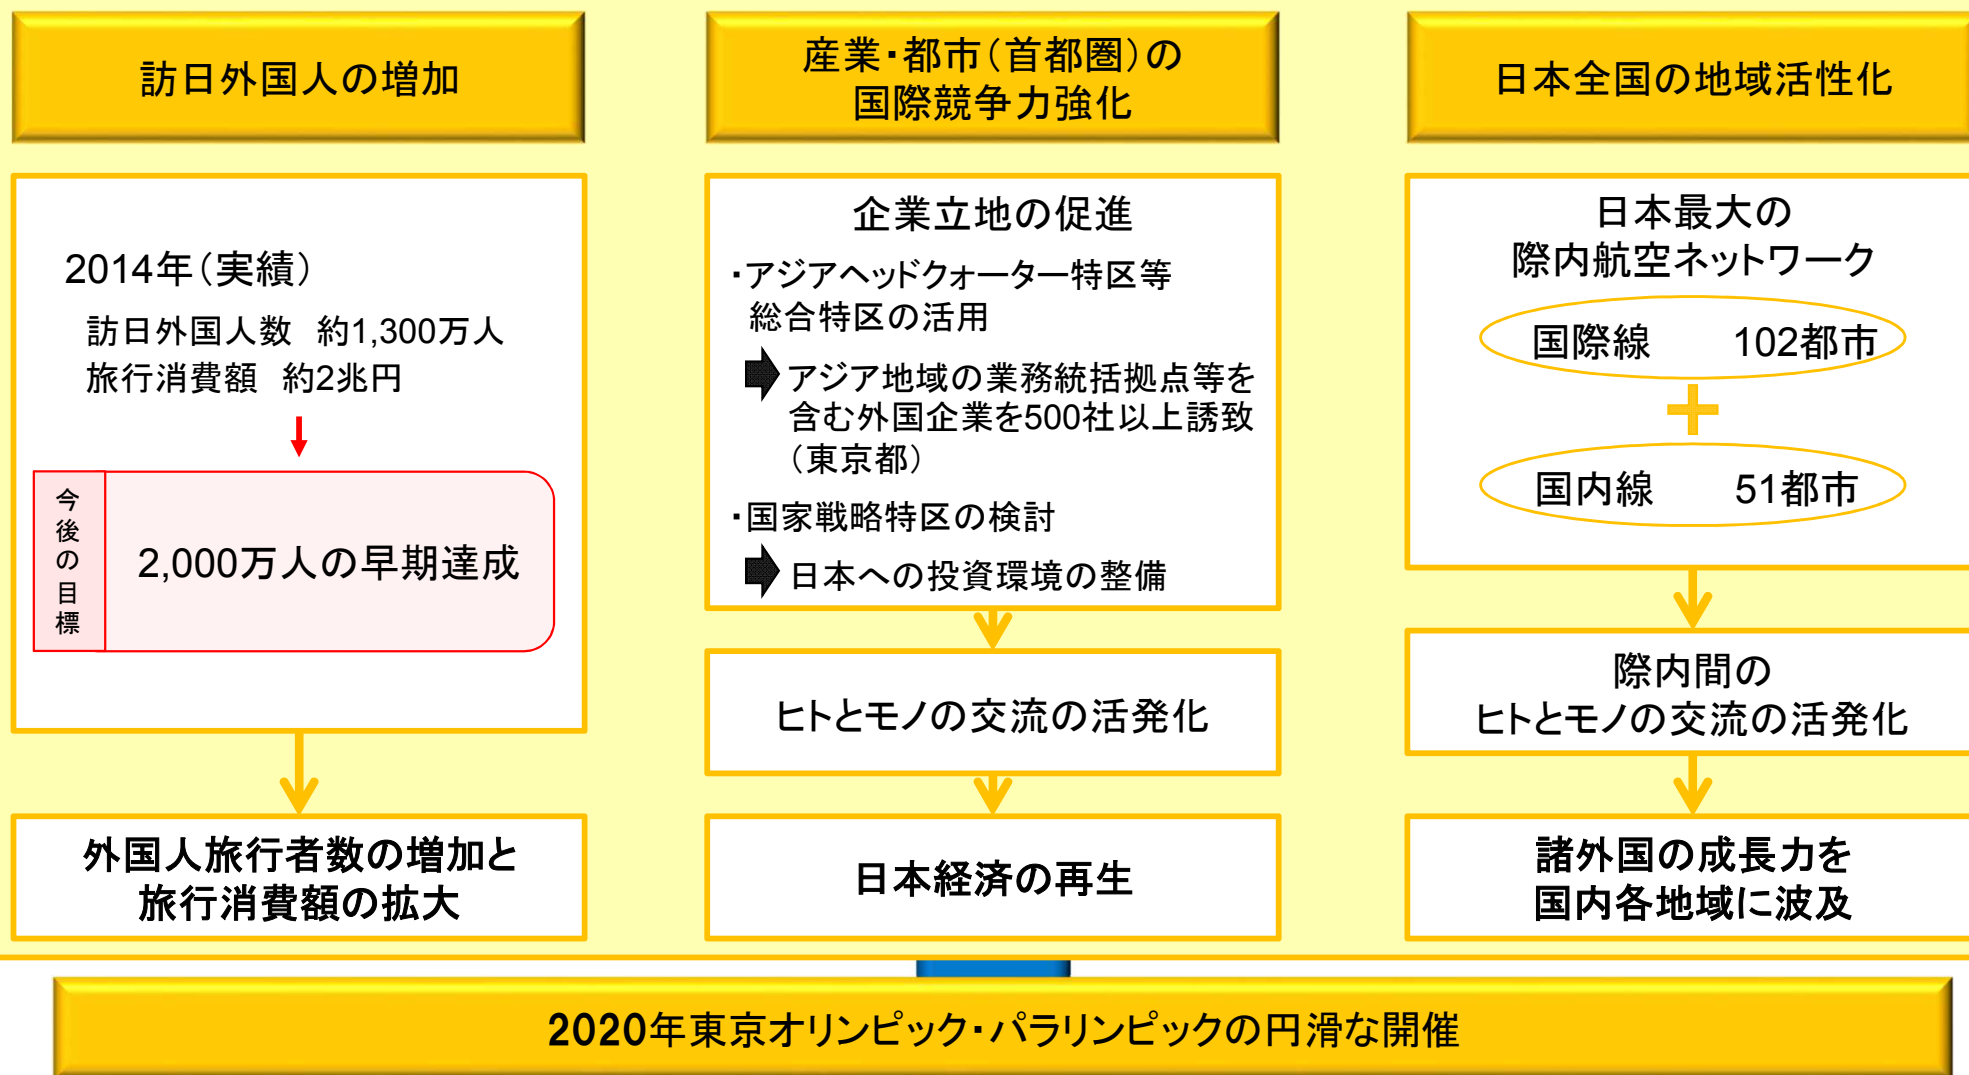 訪日外国人の増加
2014年（実績）
訪日外国人数　約1,300万人
旅行消費額　約2兆円
今後の目標
2,000万人の早期達成
外国人旅行者数の増加と
旅行消費額の拡大
産業・都市（首都圏）の
国際競争力強化
企業立地の促進
・アジアヘッドクォーター特区等
総合特区の活用
アジア地域の業務統括拠点等を
含む外国企業を500社以上誘致
（東京都）
・国家戦略特区の検討
日本への投資環境の整備
ヒトとモノの交流の活発化
日本経済の再生
日本全国の地域活性化
日本最大の
際内航空ネットワーク
国際線　102都市
＋
国内線　51都市
際内間の
ヒトとモノの交流の活発化
諸外国の成長力を
国内各地域に波及
2020年東京オリンピック・パラリンピックの円滑な開催